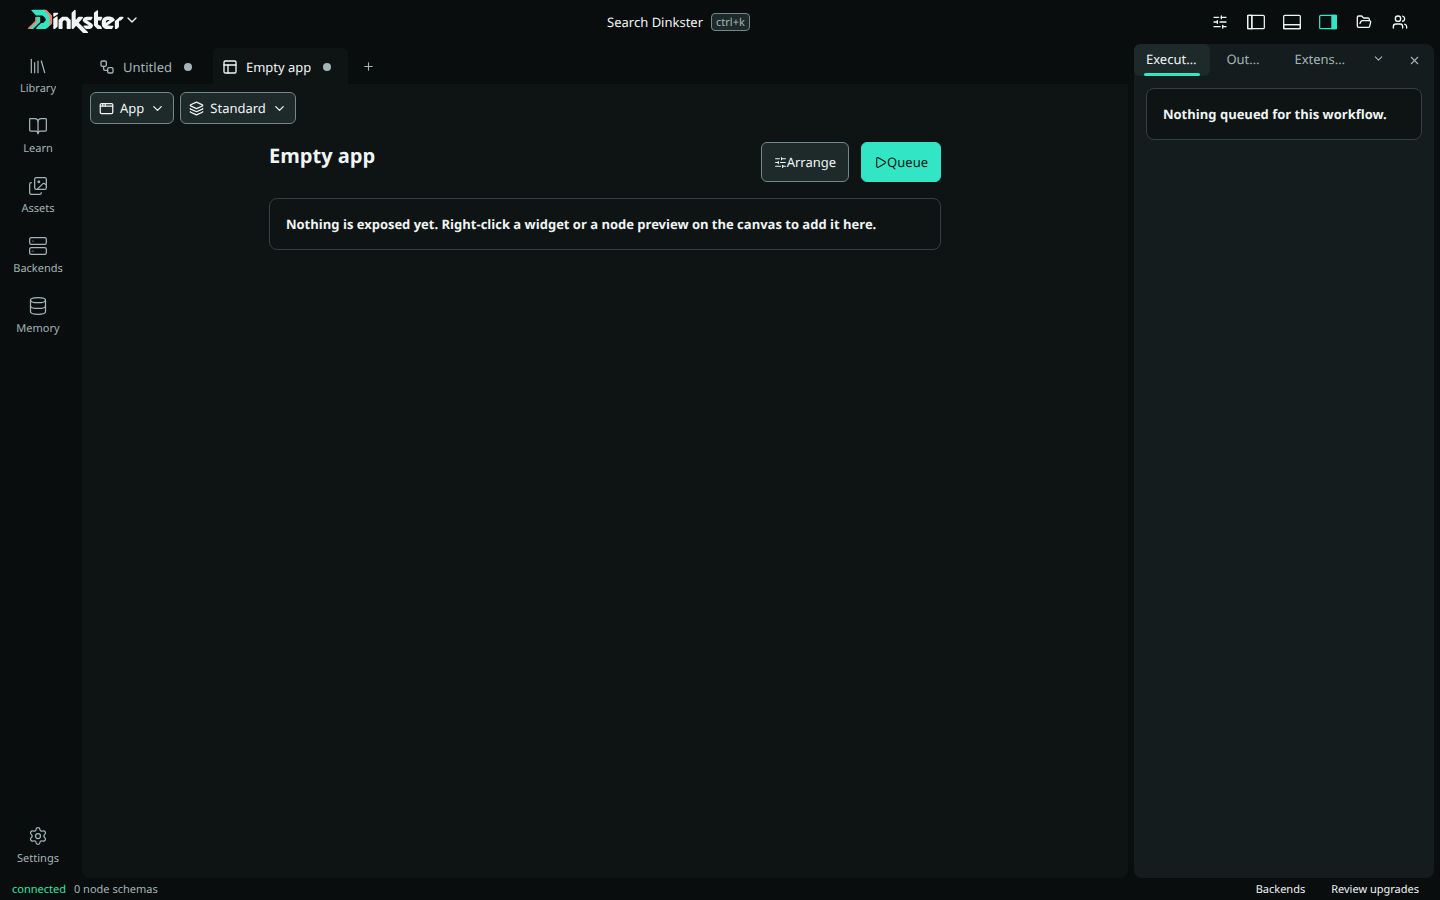 Dinkster
Search Dinkster ctrl+k
Library
Learn
Assets
Backends
Memory
Settings
Untitled
Empty app
App
Standard
Empty app
Arrange
Queue
Nothing is exposed yet. Right-click a widget or a node preview on the canvas to add it here.
Execut...
Out...
Extens...
Nothing queued for this workflow.
connected 0 node schemas
Backends
Review upgrades